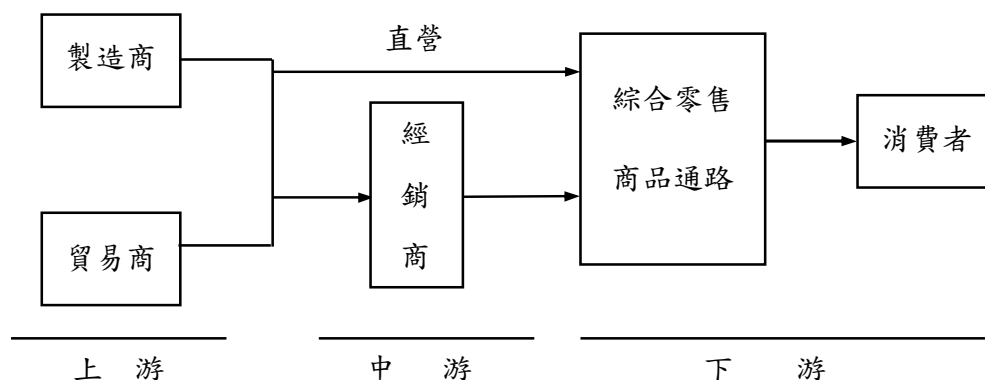 製造商
直營
經銷商
綜合零售
商品通路
消費者
貿易商
上 游
中 游
下 游